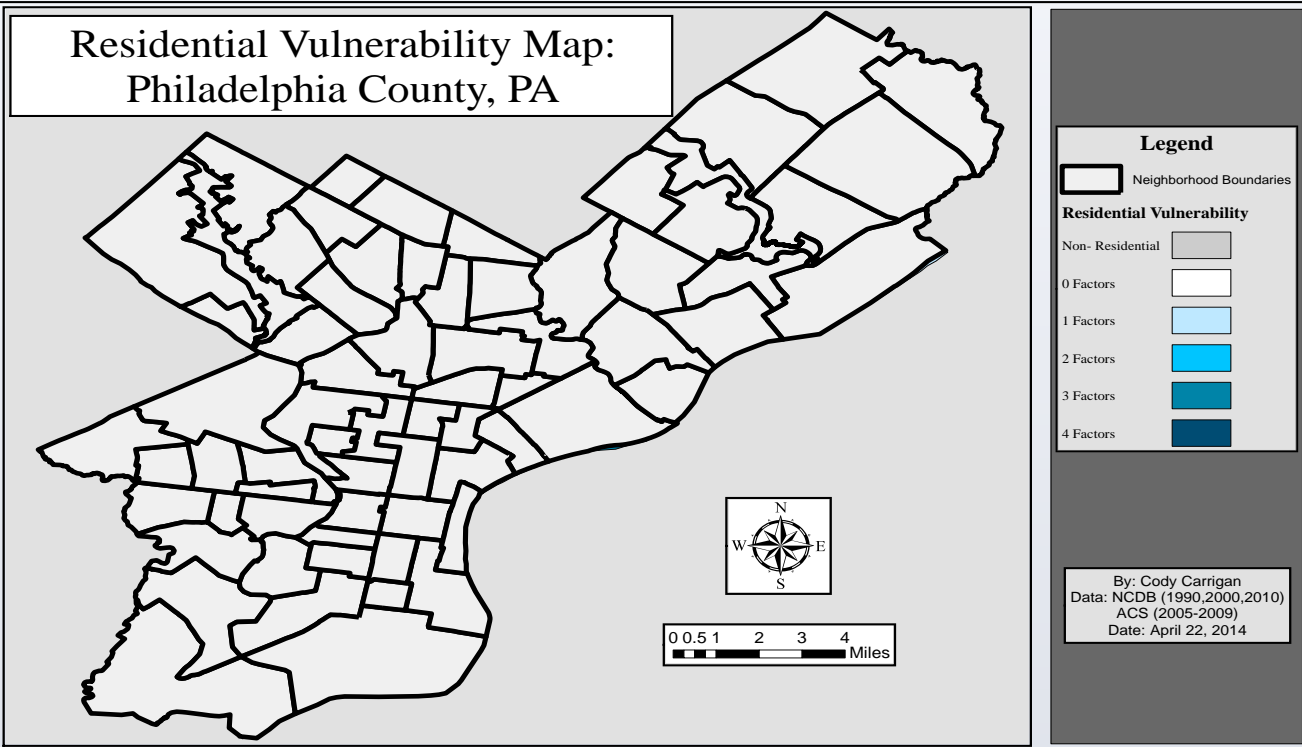 Residential Vulnerability Map:
Philadelphia County, PA
Legend
Neighborhood Boundaries
Residential Vulnerability
Non- Residential
0 Factors
1 Factors
2 Factors
3 Factors
4 Factors
N
W E
S
0 0.5 1 2 3 4
Miles
By: Cody Carrigan
Data: NCDB (1990,2000,2010)
ACS (2005-2009)
Date: April 22, 2014